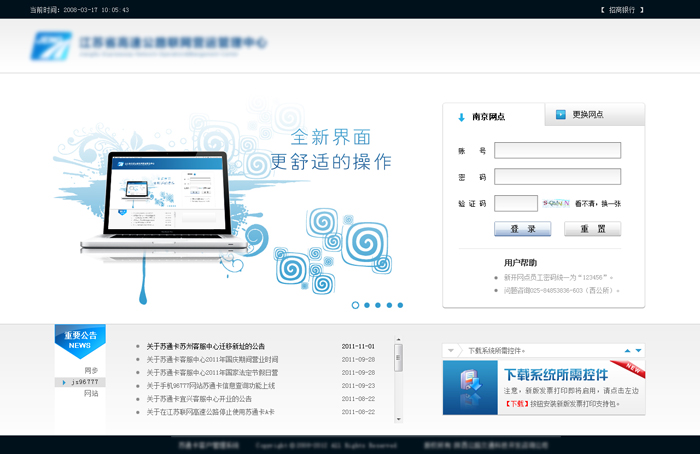 当前时间：2008-03-17 10:05:43
【 招商银行 】
江苏省高速公路联网营运管理中心
全新界面
更舒适的操作
南京网点
更换网点
账 号
密 码
验 证 码
看不清，换一张
登 录
重 置
用户帮助
新开网点员工密码统一为“123456”。
问题咨询025-84853636-603（西公所）。
重要公告
NEWS
同步
js96777
网站
关于苏通卡苏州客服中心迁移新址的公告 2011-11-01
关于苏通卡客服中心2011年国庆期间营业时间 2011-09-28
关于苏通卡客服中心2011年国家法定节假日营 2011-09-28
关于手机96777网站苏通卡信息查询功能上线 2011-09-23
关于苏通卡宜兴客服中心开业的公告 2011-08-22
关于在江苏联网高速公路停止使用苏通卡A卡 2011-08-22
下载系统所需控件。
下载系统所需控件
NEW
注意，新版发票打印即将启用，请点击左边
【下载】按钮安装新版发票打印支持包。
苏通卡客户管理系统